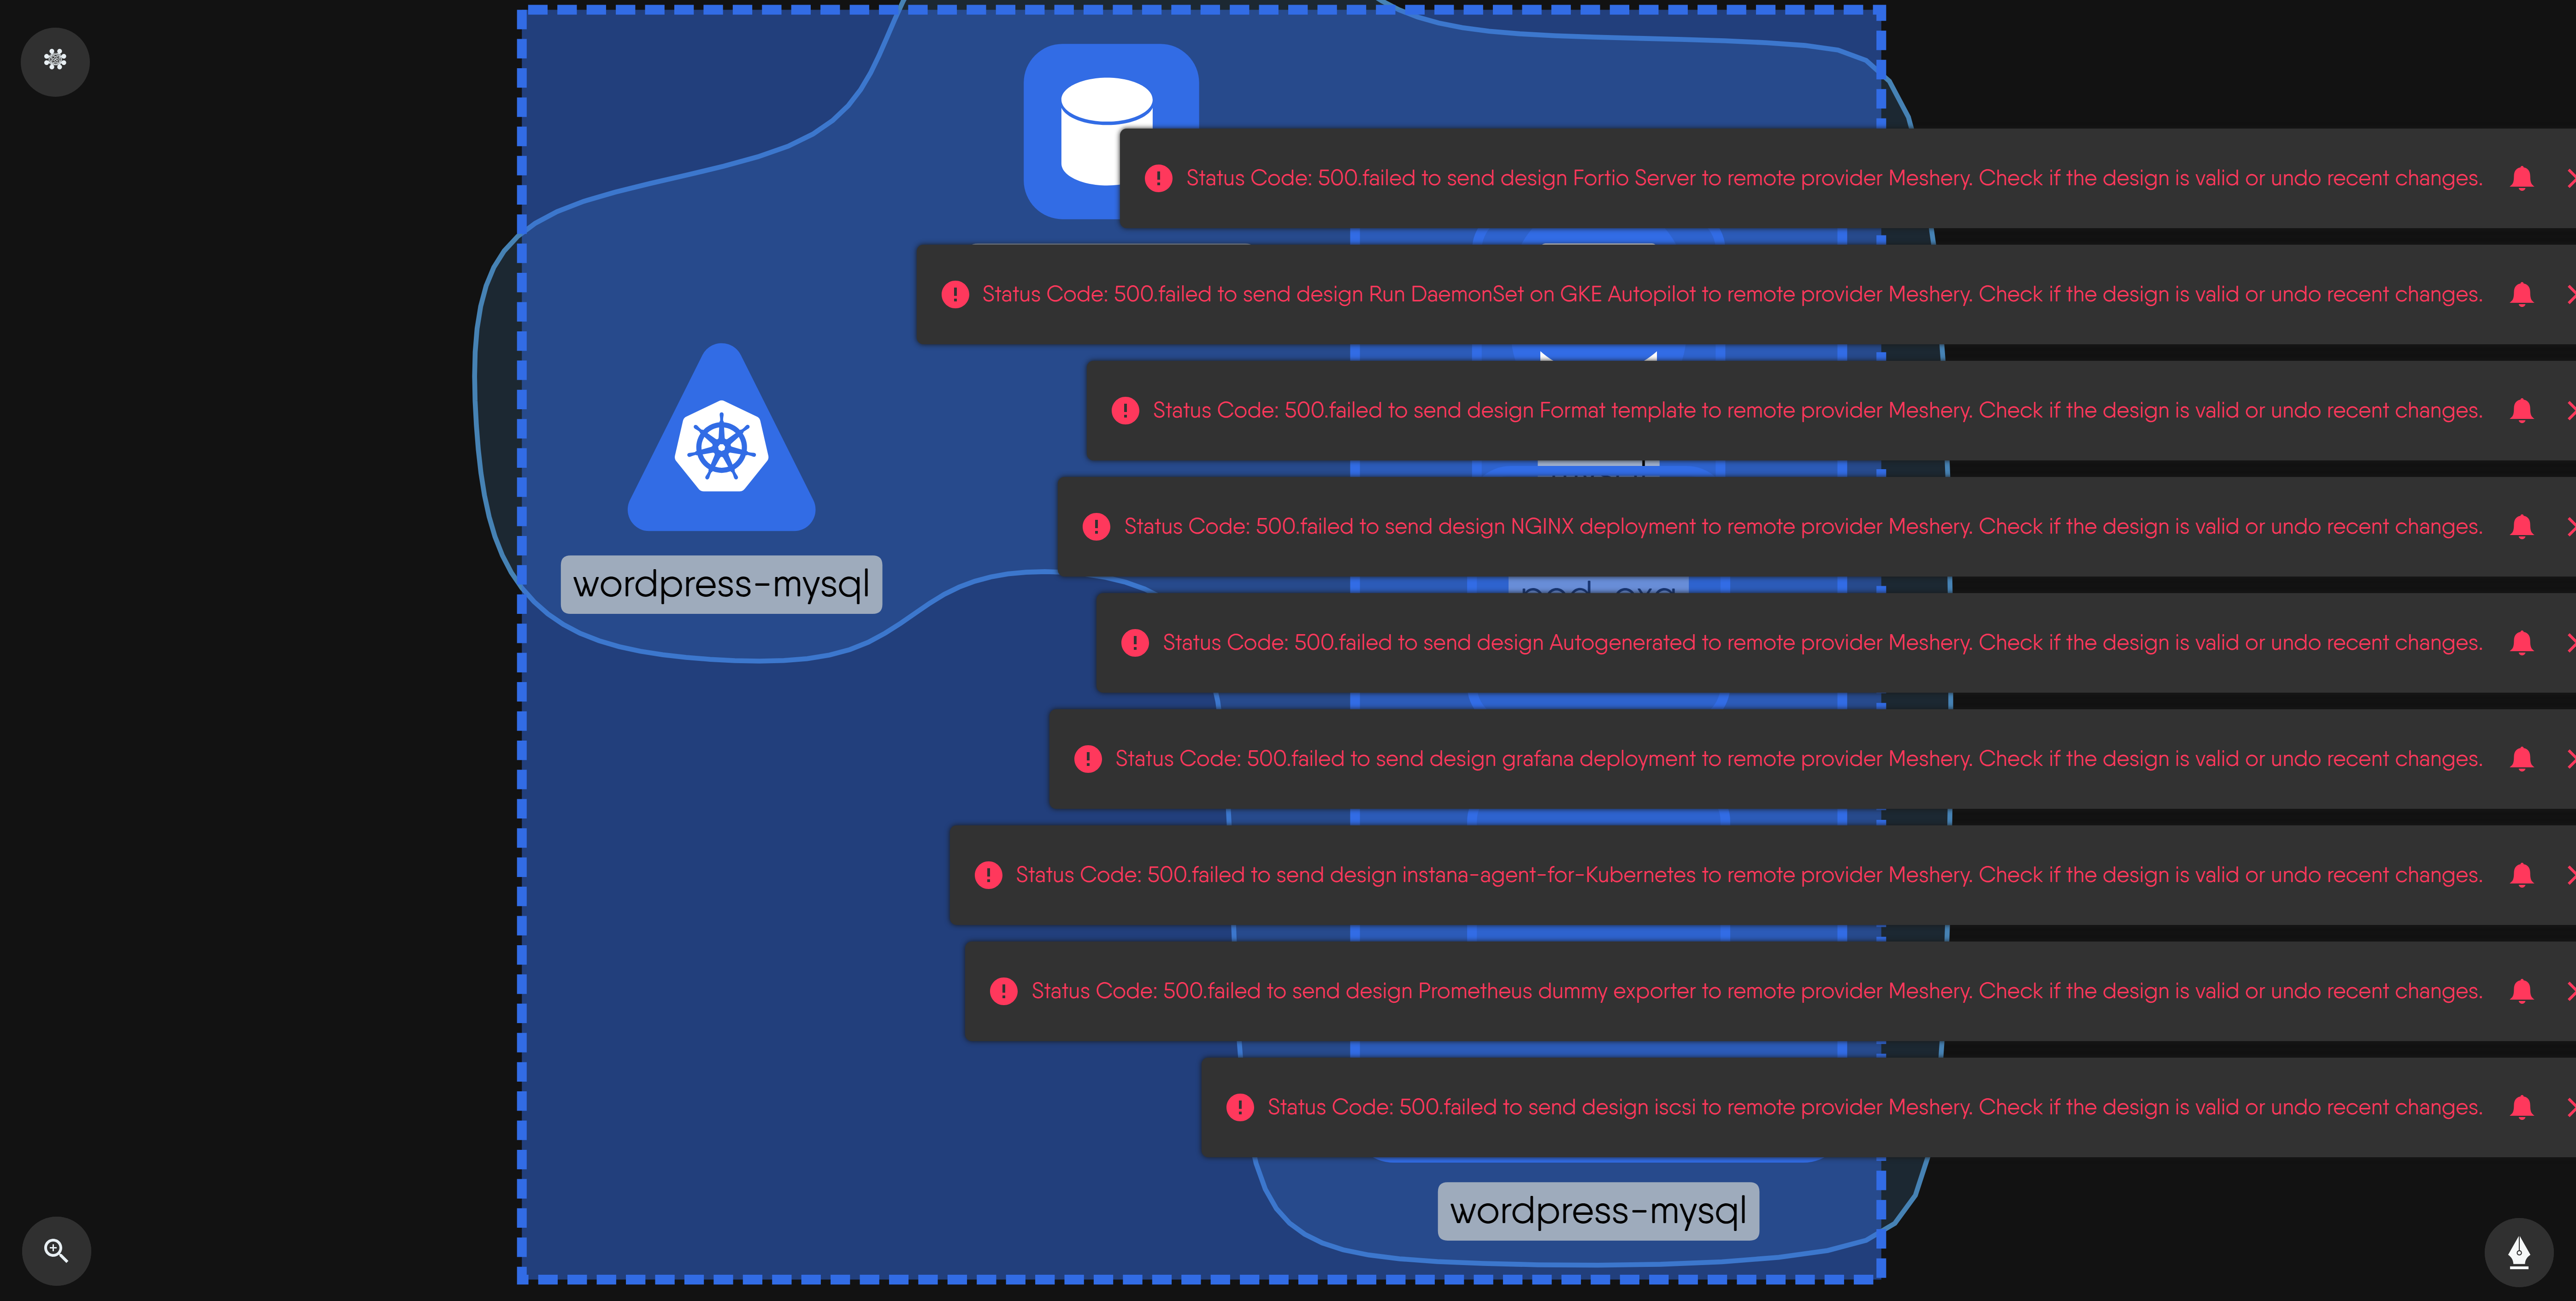 Status Code: 500.failed to send design Fortio Server to remote provider Meshery. Check if the design is valid or undo recent changes.
Status Code: 500.failed to send design Run DaemonSet on GKE Autopilot to remote provider Meshery. Check if the design is valid or undo recent changes.
Status Code: 500.failed to send design Format template to remote provider Meshery. Check if the design is valid or undo recent changes.
Status Code: 500.failed to send design NGINX deployment to remote provider Meshery. Check if the design is valid or undo recent changes.
wordpress-mysql
Status Code: 500.failed to send design Autogenerated to remote provider Meshery. Check if the design is valid or undo recent changes.
Status Code: 500.failed to send design grafana deployment to remote provider Meshery. Check if the design is valid or undo recent changes.
Status Code: 500.failed to send design instana-agent-for-Kubernetes to remote provider Meshery. Check if the design is valid or undo recent changes.
Status Code: 500.failed to send design Prometheus dummy exporter to remote provider Meshery. Check if the design is valid or undo recent changes.
Status Code: 500.failed to send design iscsi to remote provider Meshery. Check if the design is valid or undo recent changes.
wordpress-mysql